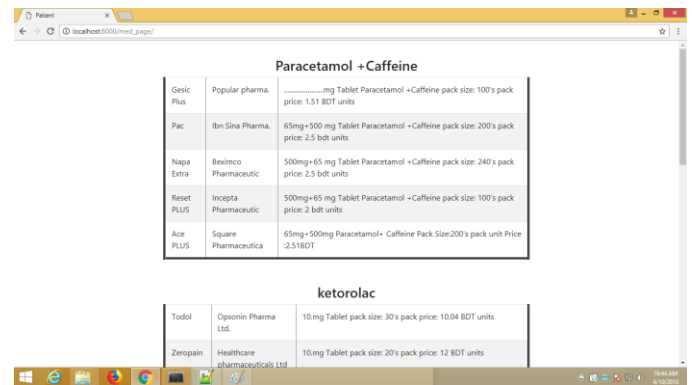 Patient
localhost:8000/med_page/
Paracetamol +Caffeine
Gesic Plus
Popular pharma.
.....................mg Tablet Paracetamol +Caffeine pack size: 100's pack
price: 1.51 BDT units
Pac
Ibn Sina Pharma.
65mg+500 mg Tablet Paracetamol +Caffeine pack size: 200's pack
price: 2.5 bdt units
Napa
Extra
Beximco
Pharmaceutic
500mg+65 mg Tablet Paracetamol +Caffeine pack size: 240's pack
price: 2.5 bdt units
Reset
PLUS
Incepta
Pharmaceutic
500mg+65 mg Tablet Paracetamol +Caffeine pack size: 100's pack
price: 2 bdt units
Ace
PLUS
Square
Pharmaceutica
65mg+500mg Paracetamol+ Caffeine Pack Size:200's pack unit Price
:2.51BDT
ketorolac
Todol
Opsonin Pharma
Ltd.
10.mg Tablet pack size: 30's pack price: 10.04 BDT units
Zeropain
Healthcare
pharmaceuticals Ltd
10.mg Tablet pack size: 20's pack price: 12 BDT units
10:44 AM
4/10/2018